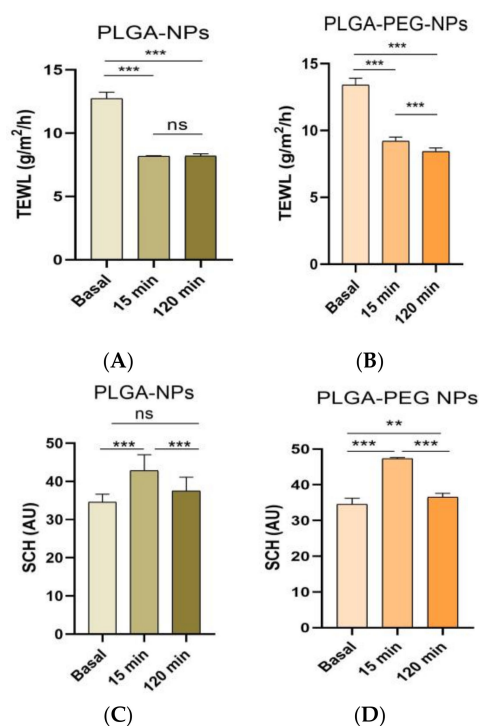 PLGA-NPs
***
***
ns
15
10
5
0
TEWL (g/m²/h)
Basal
15 min
120 min
(A)
PLGA-PEG-NPs
***
***
***
15
10
5
0
TEWL (g/m²/h)
Basal
15 min
120 min
(B)
PLGA-NPs
ns
***
***
50
40
30
20
10
0
SCH (AU)
Basal
15 min
120 min
(C)
PLGA-PEG NPs
**
***
***
50
40
30
20
10
0
SCH (AU)
Basal
15 min
120 min
(D)